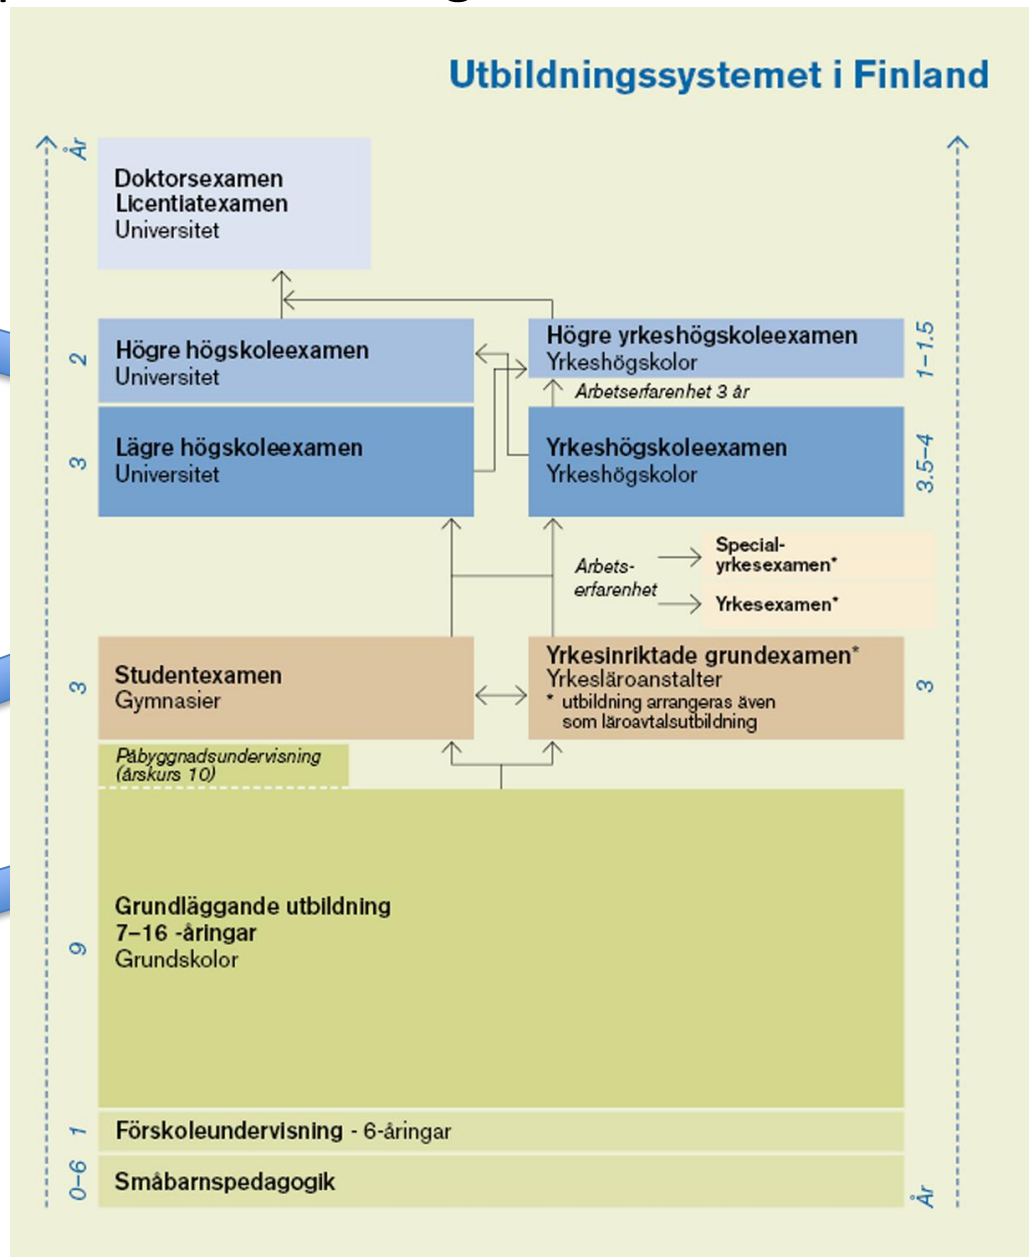 Utbildningssystemet i Finland
År
Doktorsexamen
Licentiatexamen
Universitet
2
Högre högskoleexamen
Universitet
Högre yrkeshögskoleexamen
Yrkeshögskolor
1–1.5
Arbetserfarenhet 3 år
3
Lägre högskoleexamen
Universitet
Yrkeshögskoleexamen
Yrkeshögskolor
3.5–4
Arbets-
erfarenhet
Special-
yrkesexamen*
Yrkesexamen*
3
Studentexamen
Gymnasier
Yrkesinriktade grundexamen*
Yrkesläroanstalter
* utbildning arrangeras även
som läroavtalsutbildning
3
Påbyggnadsundervisning
(årskurs 10)
9
Grundläggande utbildning
7–16 -åringar
Grundskolor
1
Förskoleundervisning - 6-åringar
0–6
Småbarnspedagogik
År